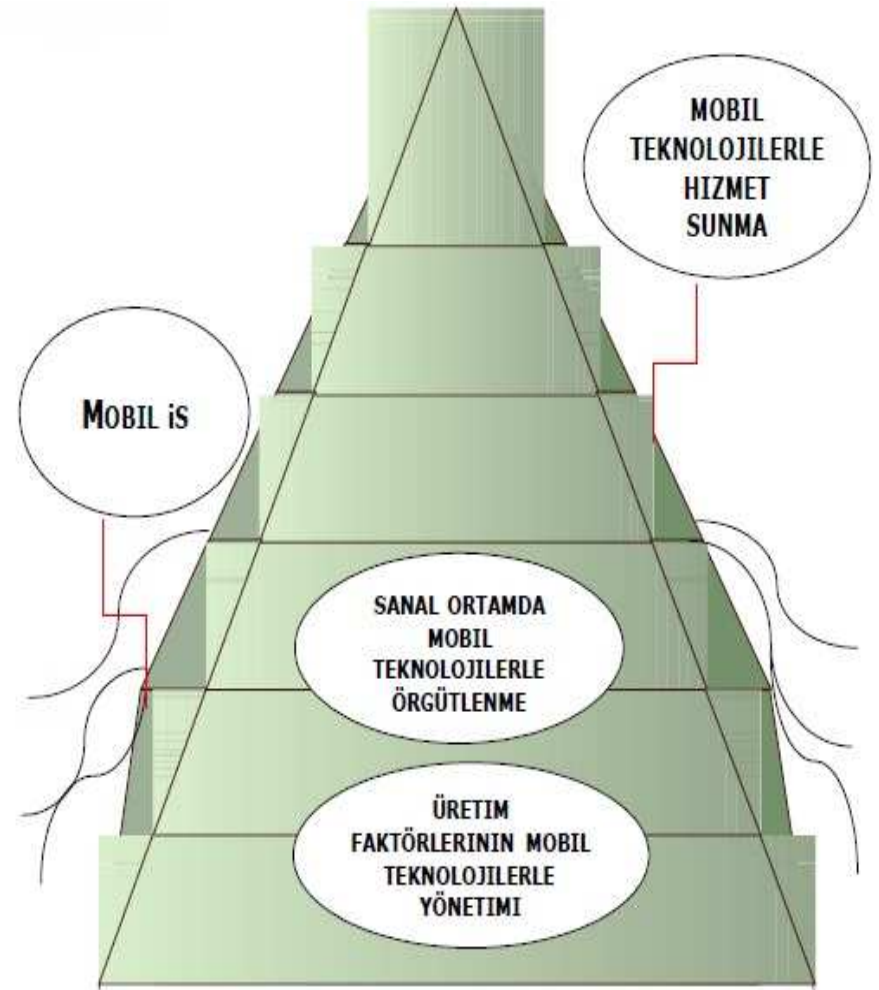 MOBIL
TEKNOLOJILERLE
HIZMET
SUNMA
MOBIL iS
SANAL ORTAMDA
MOBIL
TEKNOLOJILERLE
ÖRGÜTLENME
ÜRETIM
FAKTÖRLERININ MOBIL
TEKNOLOJILERLE
YÖNETIMI